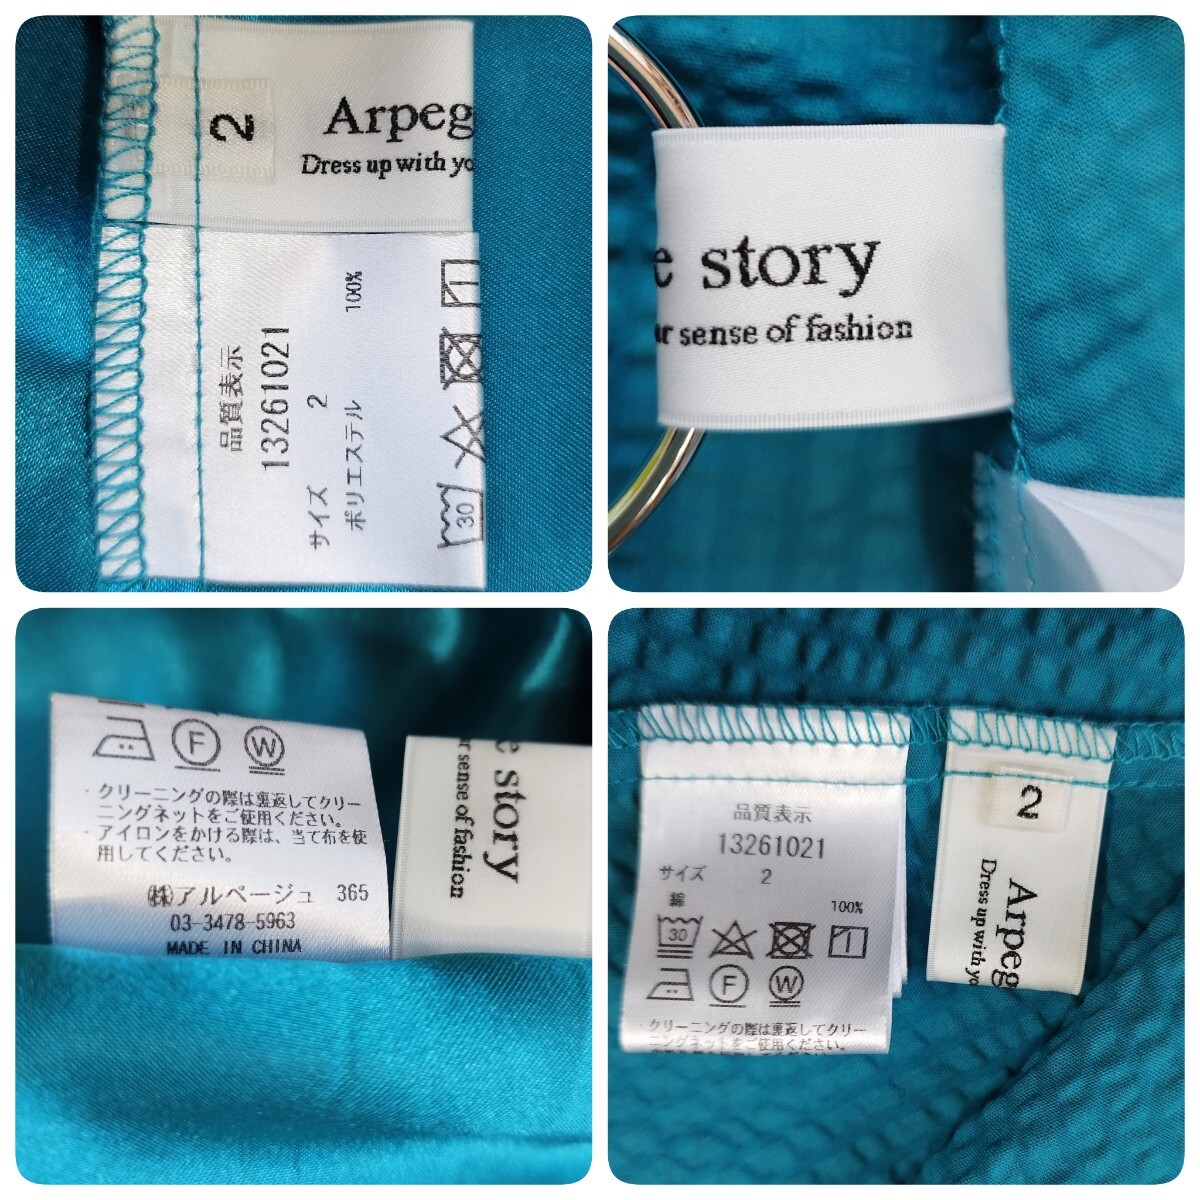 2
Arpeg
Dress up with yo
品質表示
13261021
サイズ 2
ポリエステル 100%
30
e story
ur sense of fashion
F W
・クリーニングの際は裏返してクリー
ニングネットをご使用ください。
・アイロンをかける際は、当て布を使
用してください。
㈱アルページュ 365
03-3478-5963
MADE IN CHINA
e story
r sense of fashion
品質表示
13261021
サイズ 2
綿 100%
30
F W
・クリーニングの際は裏返してクリー
ニングネットをご使用ください。
2
Arpeg
Dress up with yo